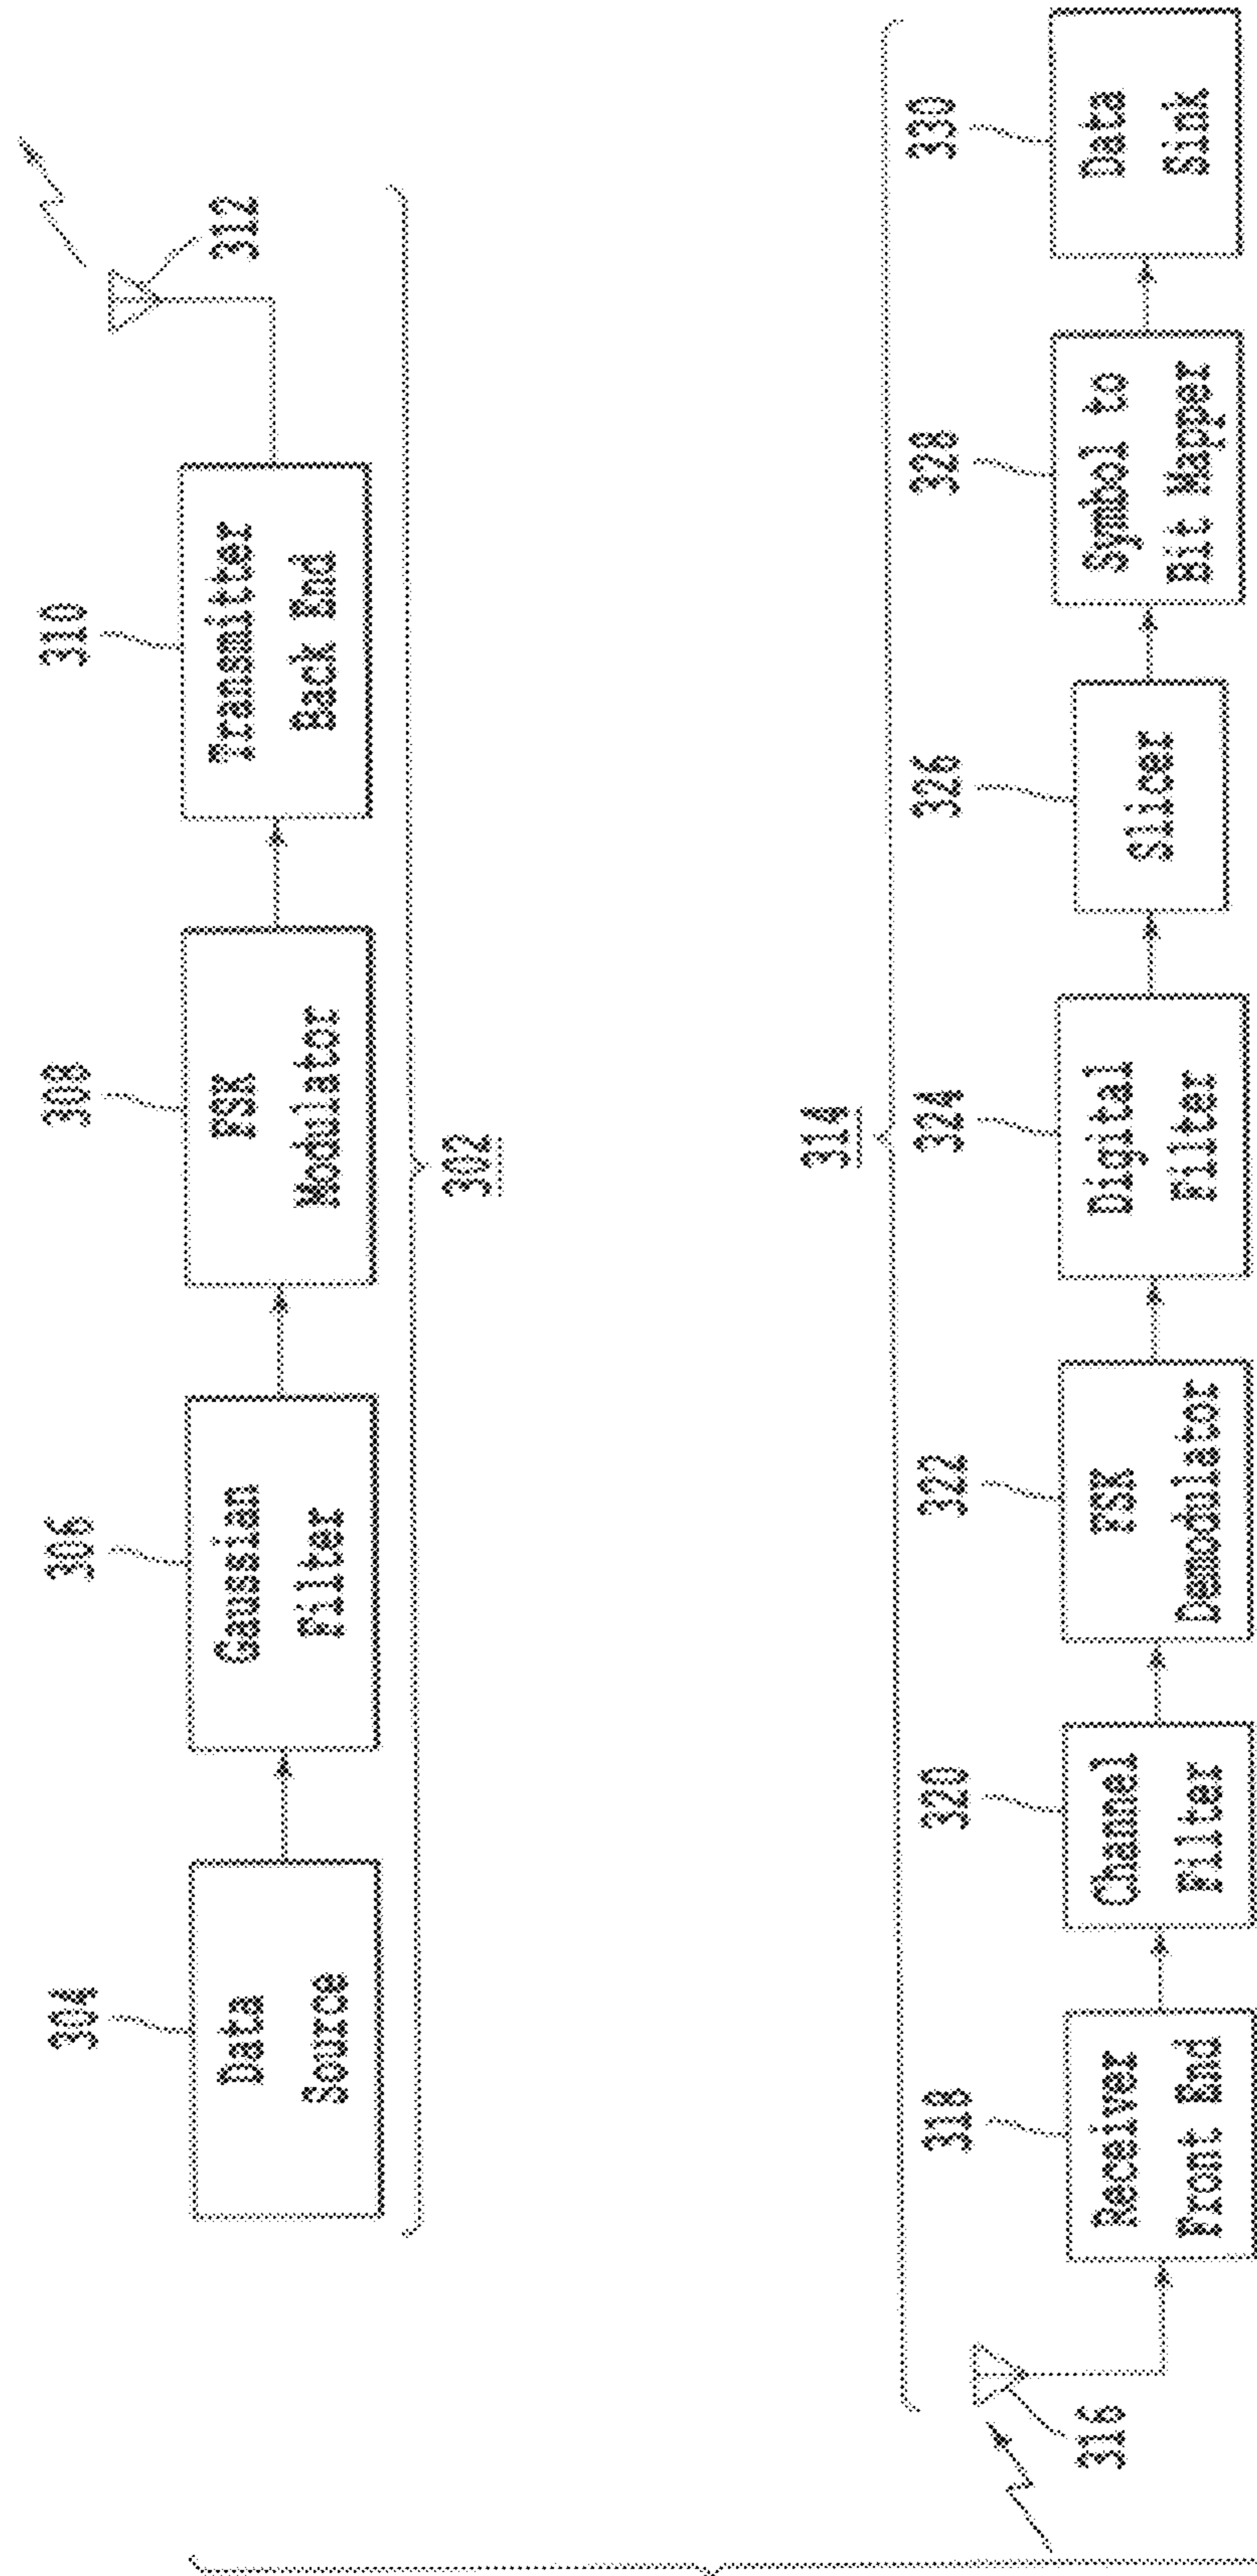 304
Data
Source
306
Gaussian
Filter
308
FSK
Modulator
310
Transmitter
Back End
312
302
314
316
318
Receiver
Front End
320
Channel
Filter
322
FSK
Demodulator
324
Digital
Filter
326
Slicer
328
Symbol to
Bit Mapper
330
Data
Sink